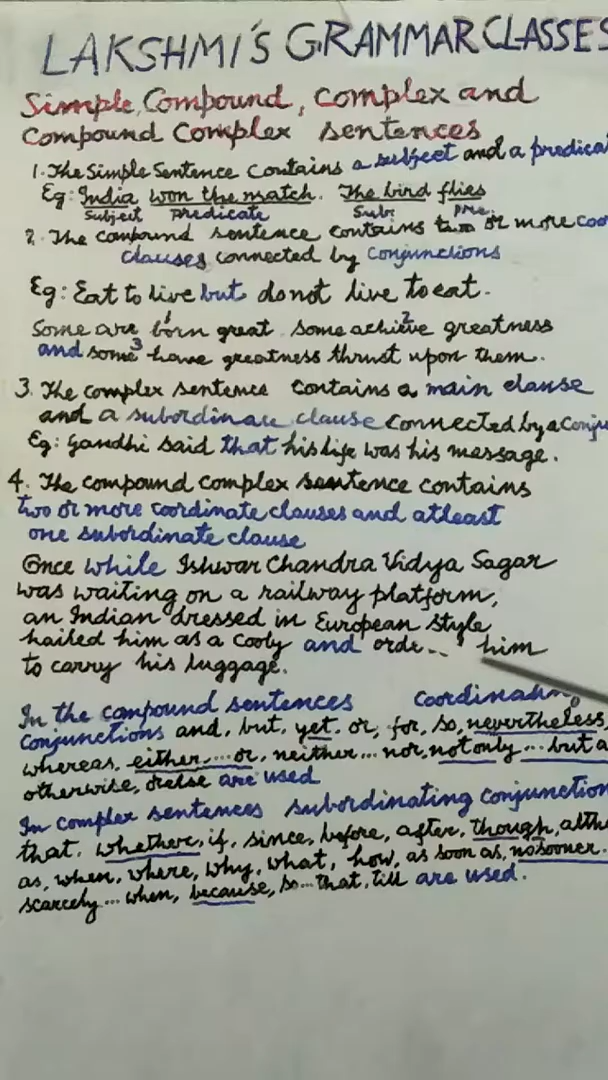 LAKSHMI'S GRAMMAR CLASSES
Simple, Compound, Complex and
Compound Complex sentences
1. The Simple Sentence contains a subject and a predica
Eg: India won the match. The bird flies
Subject Predicate Sub: Pre.
2. The compound sentence contains two or more coo
clauses connected by conjunctions
Eg: Eat to live but do not live to eat.
Some are born great some achieve greatness
and some have greatness thrust upon them.
3. The complex sentence contains a main clause
and a subordinate clause connected by a conju
Eg: Gandhi said that his life was his message.
4. The compound complex sentence contains
two or more coordinate clauses and atleast
one subordinate clause
Once while Ishwar Chandra Vidya Sagar
was waiting on a railway platform,
an Indian dressed in European style
hailed him as a cooly and orde him
to carry his luggage.
In the compound sentences Coordinating
conjunctions and, but, yet, or, for, so, nevertheless,
whereas, either.... or, neither... nor, not only... but a
otherwise, orelse are used
In complex sentences subordinating conjunction
that, whether, if, since, before, after, though, alth
as, when, where, why, what, how, as soon as, no sooner.
scarcely... when, because, so... that, till are used.